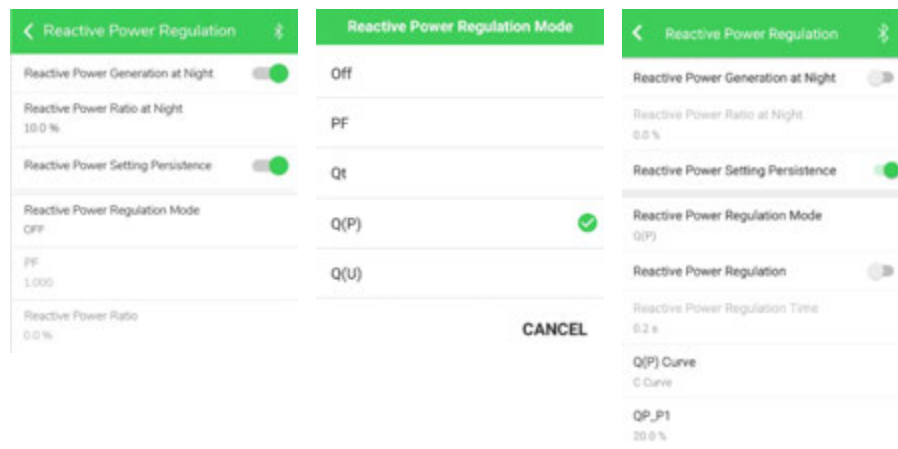 Reactive Power Regulation
Reactive Power Generation at Night
Reactive Power Ratio at Night
10.0 %
Reactive Power Setting Persistence
Reactive Power Regulation Mode
OFF
PF
1.000
Reactive Power Ratio
0.0 %
Reactive Power Regulation Mode
Off
PF
Qt
Q(P)
Q(U)
CANCEL
Reactive Power Regulation
Reactive Power Generation at Night
Reactive Power Ratio at Night
0.0 %
Reactive Power Setting Persistence
Reactive Power Regulation Mode
Q(P)
Reactive Power Regulation
Reactive Power Regulation Time
0.2 s
Q(P) Curve
C Curve
QP_P1
20.0 %